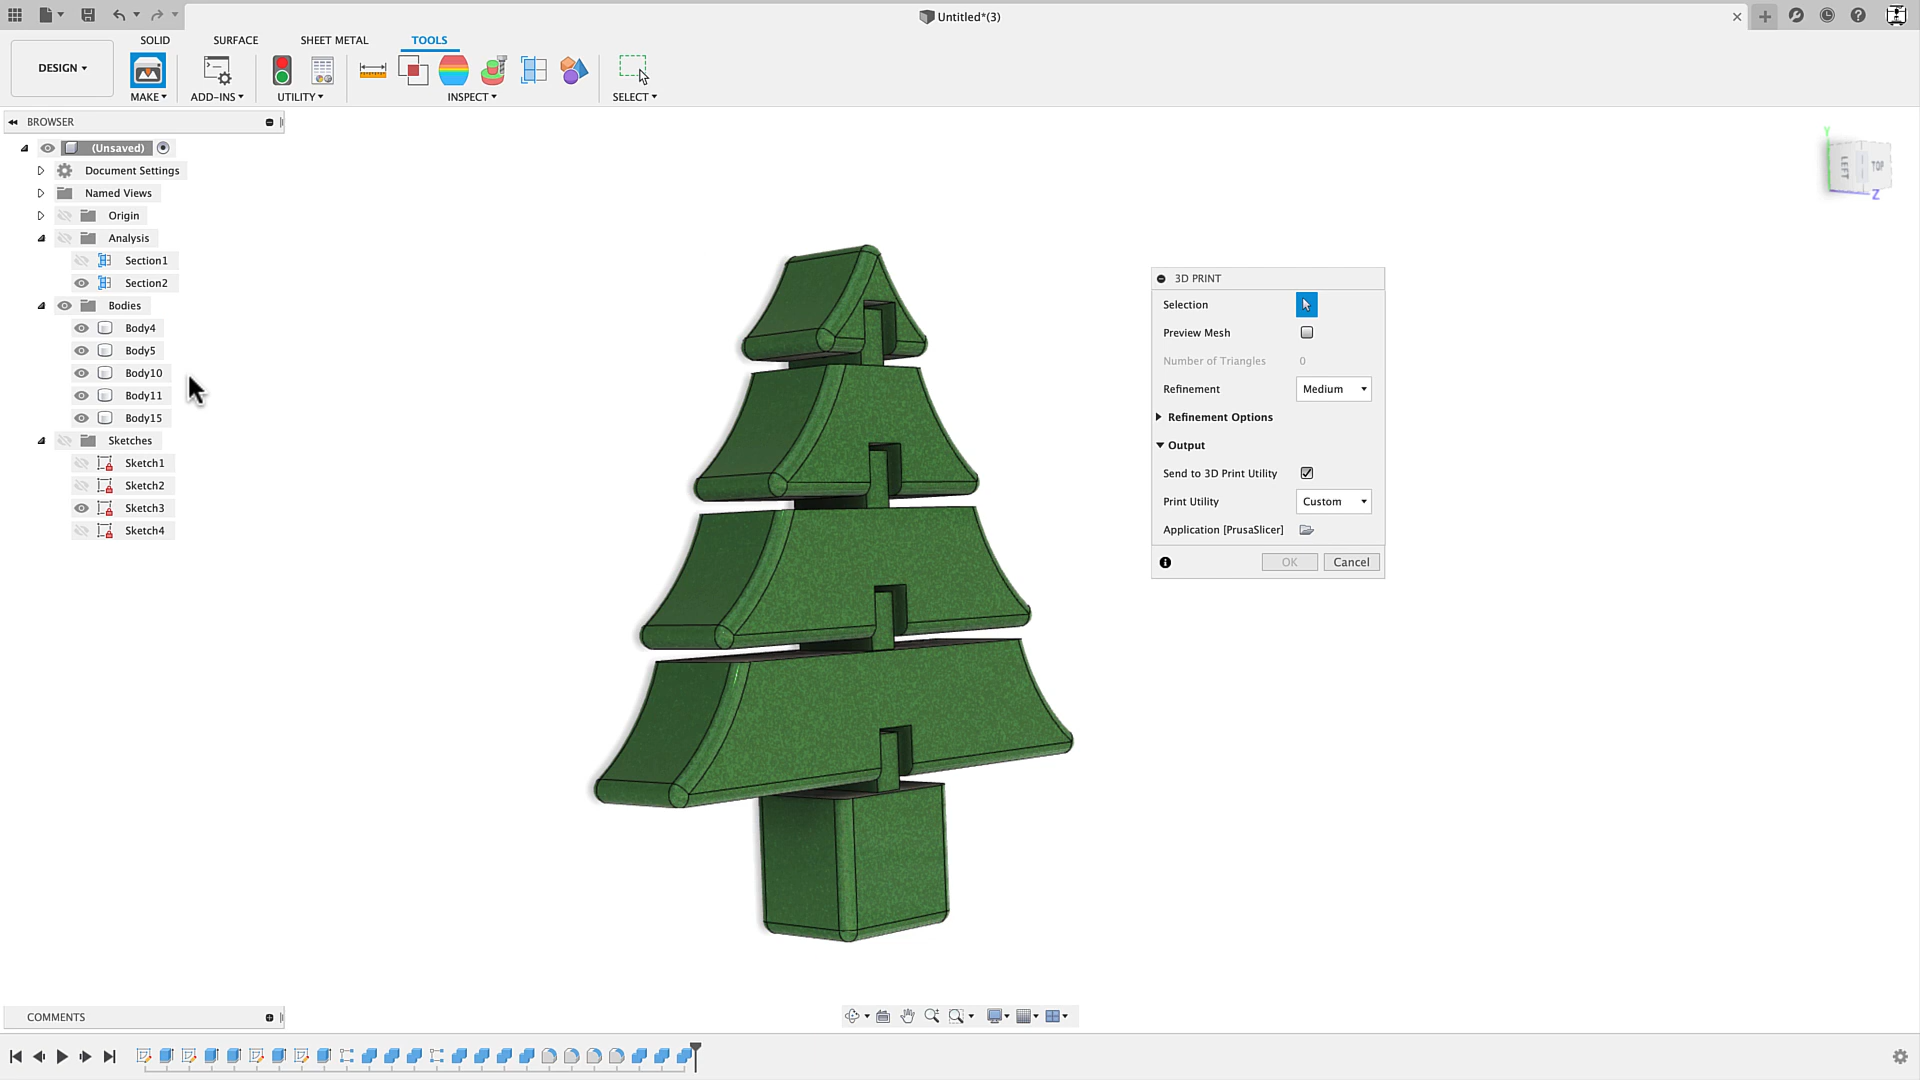 Untitled*(3)
SOLID
SURFACE
SHEET METAL
TOOLS
DESIGN
MAKE
ADD-INS
UTILITY
INSPECT
SELECT
BROWSER
(Unsaved)
Document Settings
Named Views
Origin
Analysis
Section1
Section2
Bodies
Body4
Body5
Body10
Body11
Body15
Sketches
Sketch1
Sketch2
Sketch3
Sketch4
Y
LEFT
TOP
Z
3D PRINT
Selection
Preview Mesh
Number of Triangles 0
Refinement Medium
Refinement Options
Output
Send to 3D Print Utility
Print Utility Custom
Application [PrusaSlicer]
OK Cancel
COMMENTS